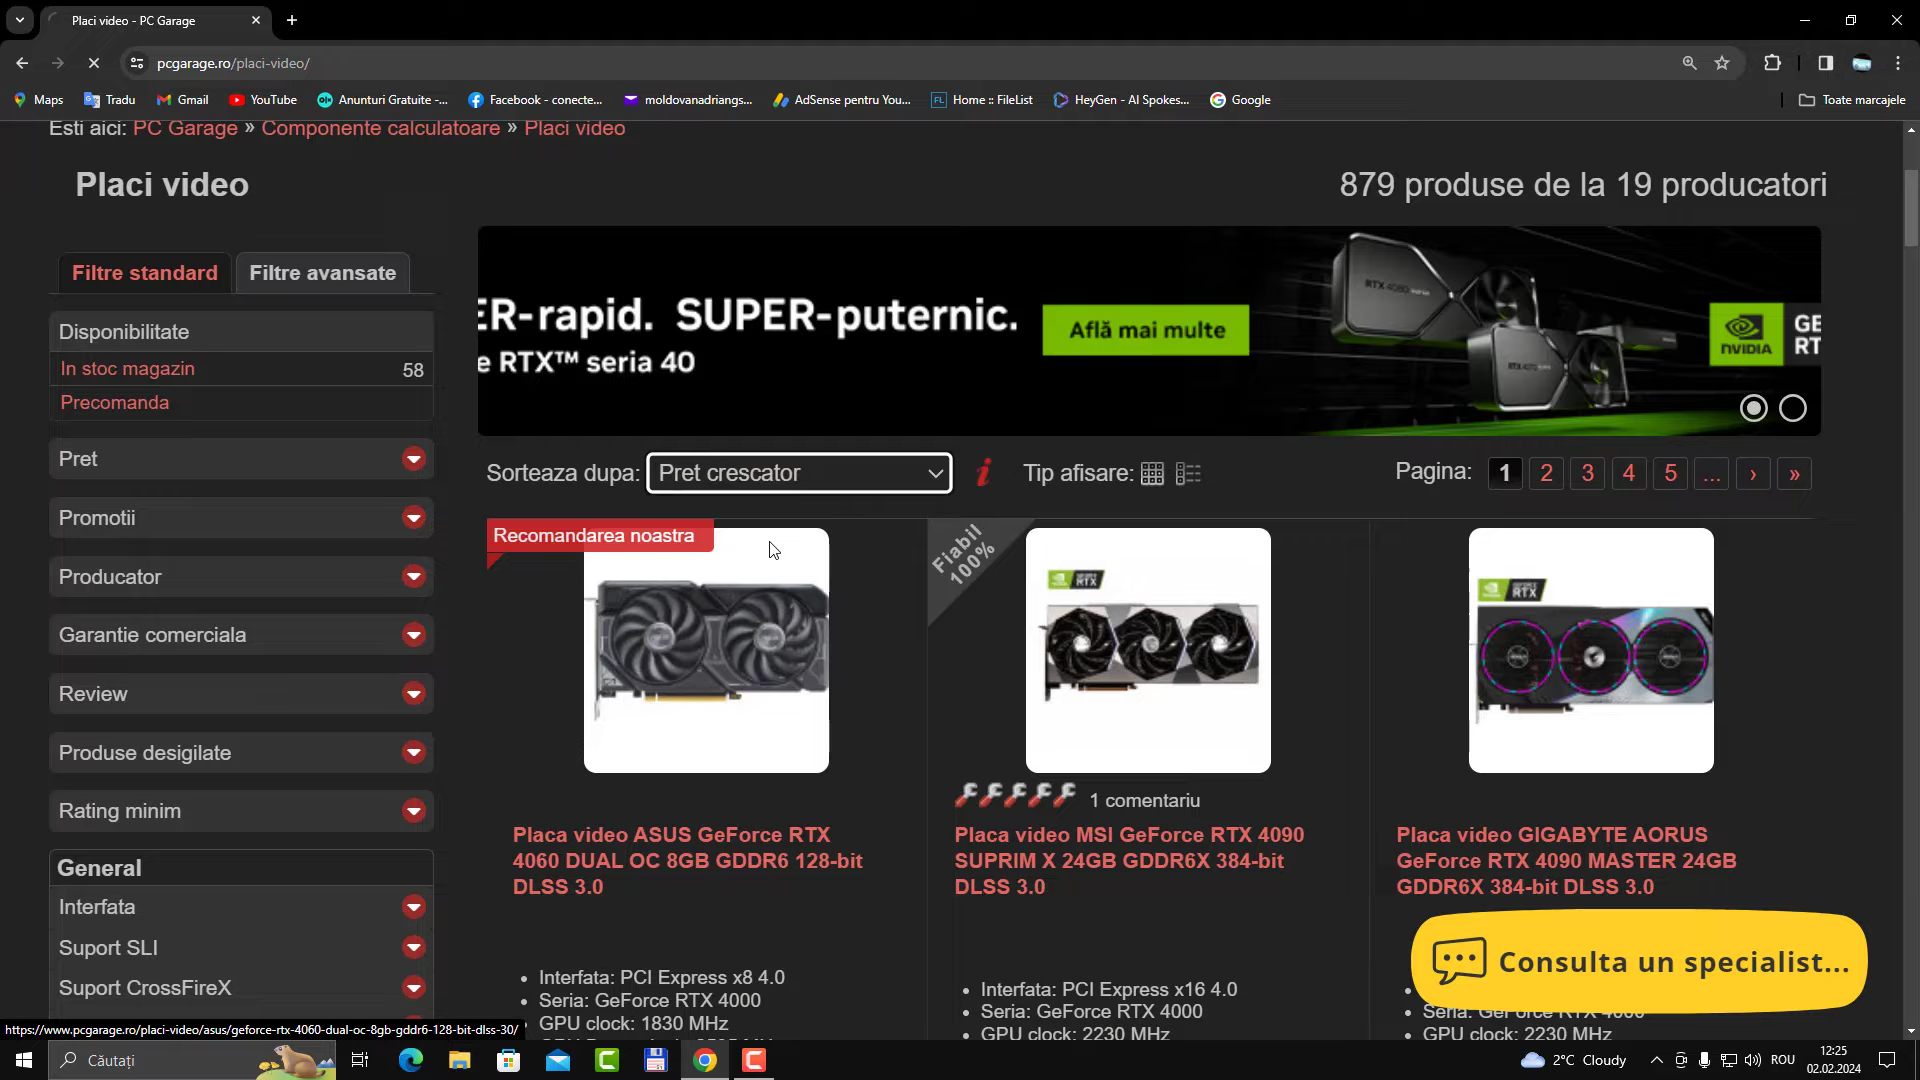 Placi video - PC Garage
pcgarage.ro/placi-video/
Maps
Tradu
Gmail
YouTube
Anunturi Gratuite -...
Facebook - conecte...
moldovanadriangs...
AdSense pentru You...
FL
Home :: FileList
HeyGen - AI Spokes...
Google
Toate marcajele
Esti aici: PC Garage » Componente calculatoare » Placi video
Placi video
879 produse de la 19 producatori
Filtre standard
Filtre avansate
Disponibilitate
In stoc magazin 58
Precomanda
Pret
Promotii
Producator
Garantie comerciala
Review
Produse desigilate
Rating minim
General
Interfata
Suport SLI
Suport CrossFireX
ER-rapid. SUPER-puternic.
e RTX™ seria 40
Află mai multe
NVIDIA
GE
RT
Sorteaza dupa: Pret crescator
Tip afisare:
Pagina: 1 2 3 4 5 ... › »
Recomandarea noastra
Fiabil
100%
1 comentariu
Placa video ASUS GeForce RTX
4060 DUAL OC 8GB GDDR6 128-bit
DLSS 3.0
Placa video MSI GeForce RTX 4090
SUPRIM X 24GB GDDR6X 384-bit
DLSS 3.0
Placa video GIGABYTE AORUS
GeForce RTX 4090 MASTER 24GB
GDDR6X 384-bit DLSS 3.0
Interfata: PCI Express x8 4.0
Seria: GeForce RTX 4000
GPU clock: 1830 MHz
Interfata: PCI Express x16 4.0
Seria: GeForce RTX 4000
GPU clock: 2230 MHz
Seria: GeForce RTX 4000
GPU clock: 2230 MHz
Consulta un specialist...
https://www.pcgarage.ro/placi-video/asus/geforce-rtx-4060-dual-oc-8gb-gddr6-128-bit-dlss-30/
Căutați
2°C Cloudy
ROU
12:25
02.02.2024